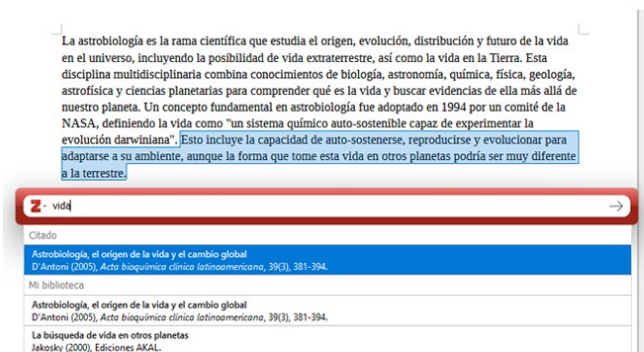 La astrobiología es la rama científica que estudia el origen, evolución, distribución y futuro de la vida
en el universo, incluyendo la posibilidad de vida extraterrestre, así como la vida en la Tierra. Esta
disciplina multidisciplinaria combina conocimientos de biología, astronomía, química, física, geología,
astrofísica y ciencias planetarias para comprender qué es la vida y buscar evidencias de ella más allá de
nuestro planeta. Un concepto fundamental en astrobiología fue adoptado en 1994 por un comité de la
NASA, definiendo la vida como "un sistema químico auto-sostenible capaz de experimentar la
evolución darwiniana". Esto incluye la capacidad de auto-sostenerse, reproducirse y evolucionar para
adaptarse a su ambiente, aunque la forma que tome esta vida en otros planetas podría ser muy diferente
a la terrestre.
Z - vida
Citado
Astrobiología, el origen de la vida y el cambio global
D'Antoni (2005), Acta bioquímica clínica latinoamericana, 39(3), 381-394.
Mi biblioteca
Astrobiología, el origen de la vida y el cambio global
D'Antoni (2005), Acta bioquímica clínica latinoamericana, 39(3), 381-394.
La búsqueda de vida en otros planetas
Jakosky (2000), Ediciones AKAL.